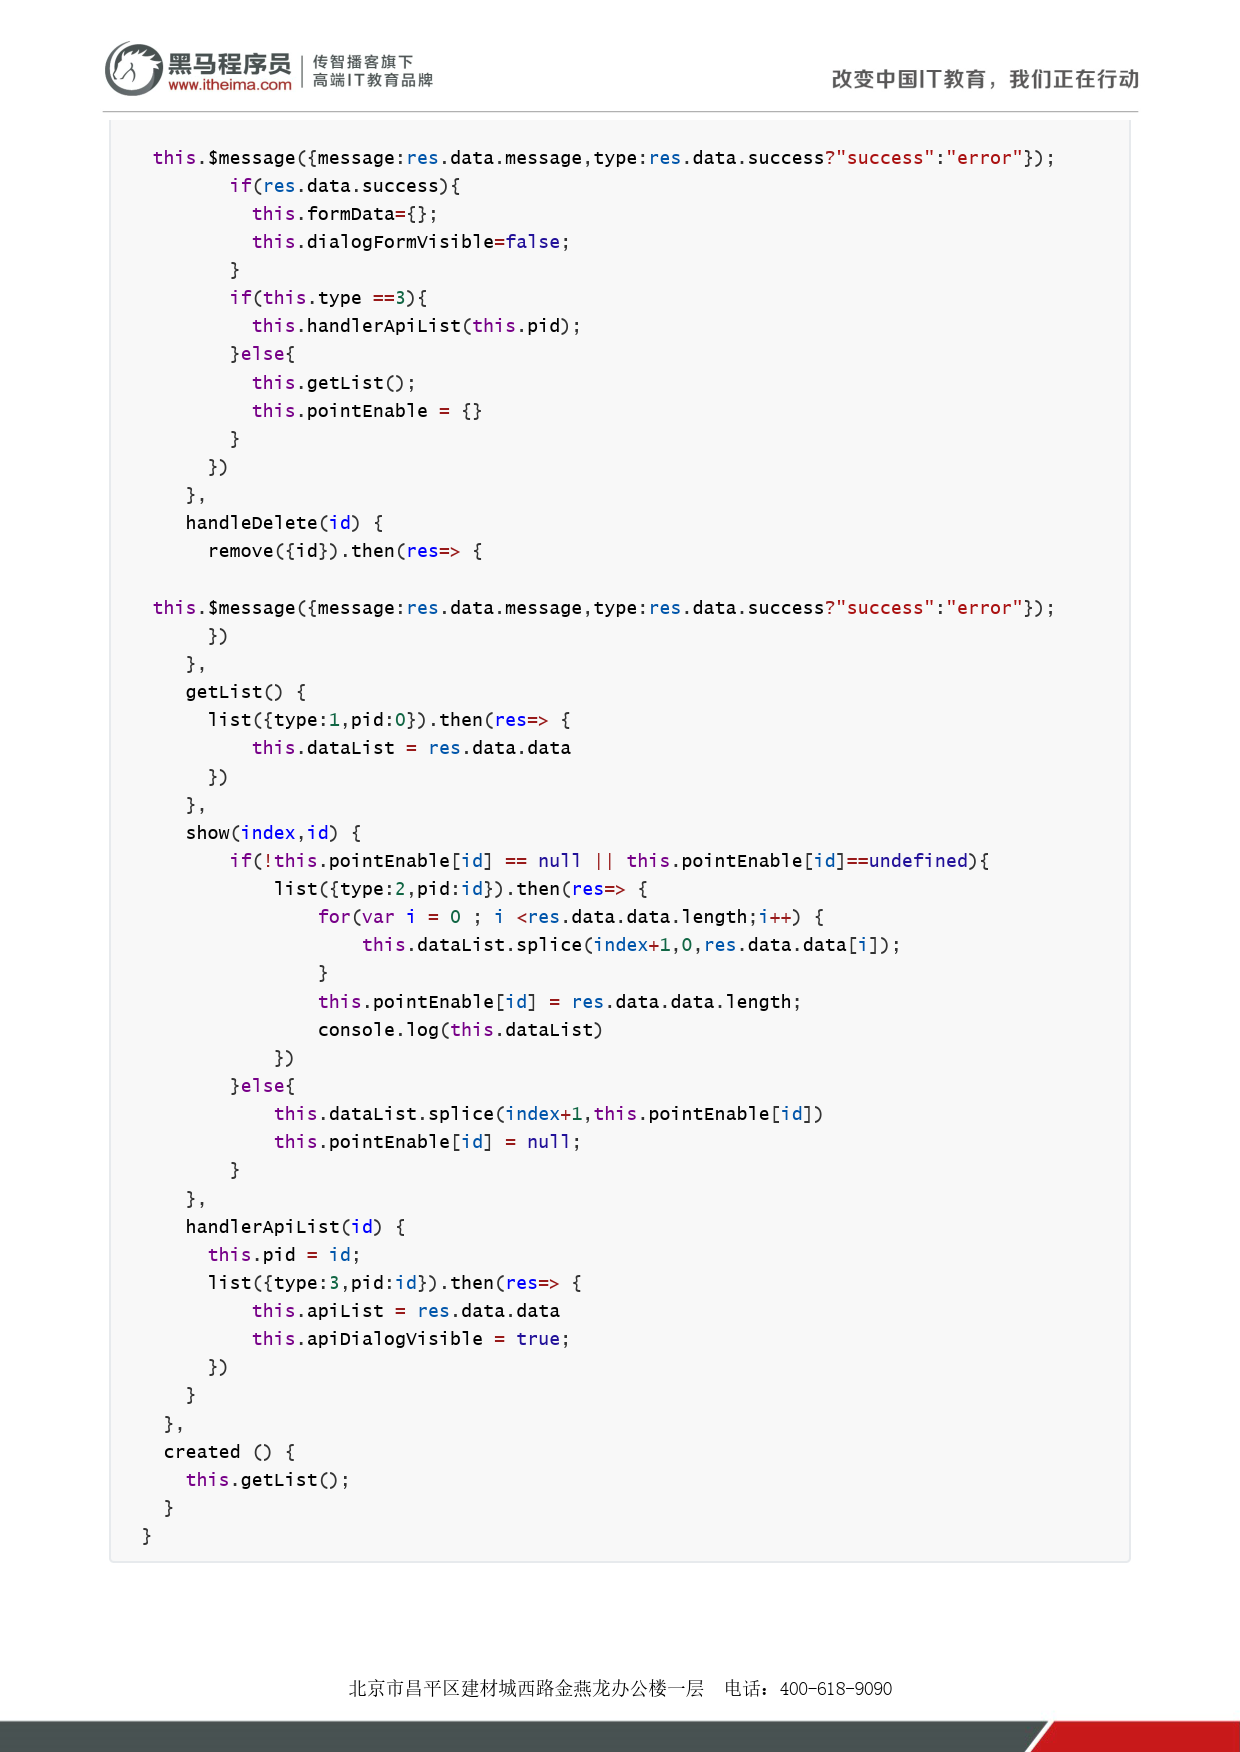 黑马程序员
www.itheima.com
传智播客旗下
高端IT教育品牌
改变中国IT教育，我们正在行动
this.$message({message:res.data.message,type:res.data.success?"success":"error"});
if(res.data.success){
this.formData={};
this.dialogFormVisible=false;
}
if(this.type ==3){
this.handlerApiList(this.pid);
}else{
this.getList();
this.pointEnable = {}
}
})
},
handleDelete(id) {
remove({id}).then(res=> {
this.$message({message:res.data.message,type:res.data.success?"success":"error"});
})
},
getList() {
list({type:1,pid:0}).then(res=> {
this.dataList = res.data.data
})
},
show(index,id) {
if(!this.pointEnable[id] == null || this.pointEnable[id]==undefined){
list({type:2,pid:id}).then(res=> {
for(var i = 0 ; i <res.data.data.length;i++) {
this.dataList.splice(index+1,0,res.data.data[i]);
}
this.pointEnable[id] = res.data.data.length;
console.log(this.dataList)
})
}else{
this.dataList.splice(index+1,this.pointEnable[id])
this.pointEnable[id] = null;
}
},
handlerApiList(id) {
this.pid = id;
list({type:3,pid:id}).then(res=> {
this.apiList = res.data.data
this.apiDialogVisible = true;
})
}
},
created () {
this.getList();
}
}
北京市昌平区建材城西路金燕龙办公楼一层 电话：400-618-9090